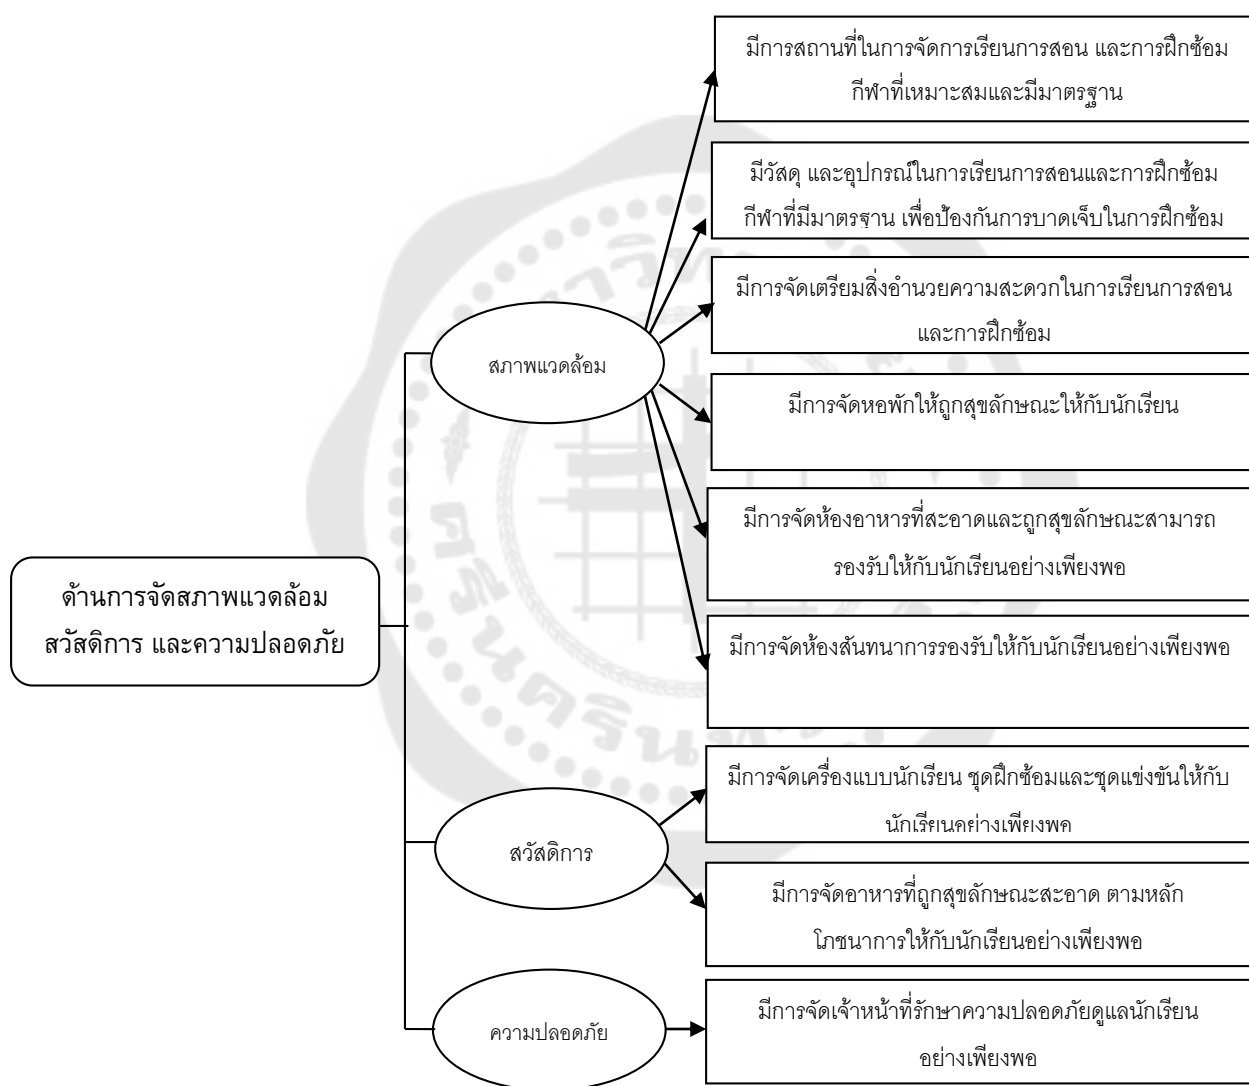 มีการสถานที่ในการจัดการเรียนการสอน และการฝึกซ้อม
กีฬาที่เหมาะสมและมีมาตรฐาน
มีวัสดุ และอุปกรณ์ในการเรียนการสอนและการฝึกซ้อม
กีฬาที่มีมาตรฐาน เพื่อป้องกันการบาดเจ็บในการฝึกซ้อม
มีการจัดเตรียมสิ่งอำนวยความสะดวกในการเรียนการสอน
และการฝึกซ้อม
สภาพแวดล้อม
มีการจัดหอพักให้ถูกสุขลักษณะให้กับนักเรียน
มีการจัดห้องอาหารที่สะอาดและถูกสุขลักษณะสามารถ
รองรับให้กับนักเรียนอย่างเพียงพอ
ด้านการจัดสภาพแวดล้อม
สวัสดิการ และความปลอดภัย
มีการจัดห้องสันทนาการรองรับให้กับนักเรียนอย่างเพียงพอ
มีการจัดเครื่องแบบนักเรียน ชุดฝึกซ้อมและชุดแข่งขันให้กับ
นักเรียนอย่างเพียงพอ
สวัสดิการ
มีการจัดอาหารที่ถูกสุขลักษณะสะอาด ตามหลัก
โภชนาการให้กับนักเรียนอย่างเพียงพอ
ความปลอดภัย
มีการจัดเจ้าหน้าที่รักษาความปลอดภัยดูแลนักเรียน
อย่างเพียงพอ